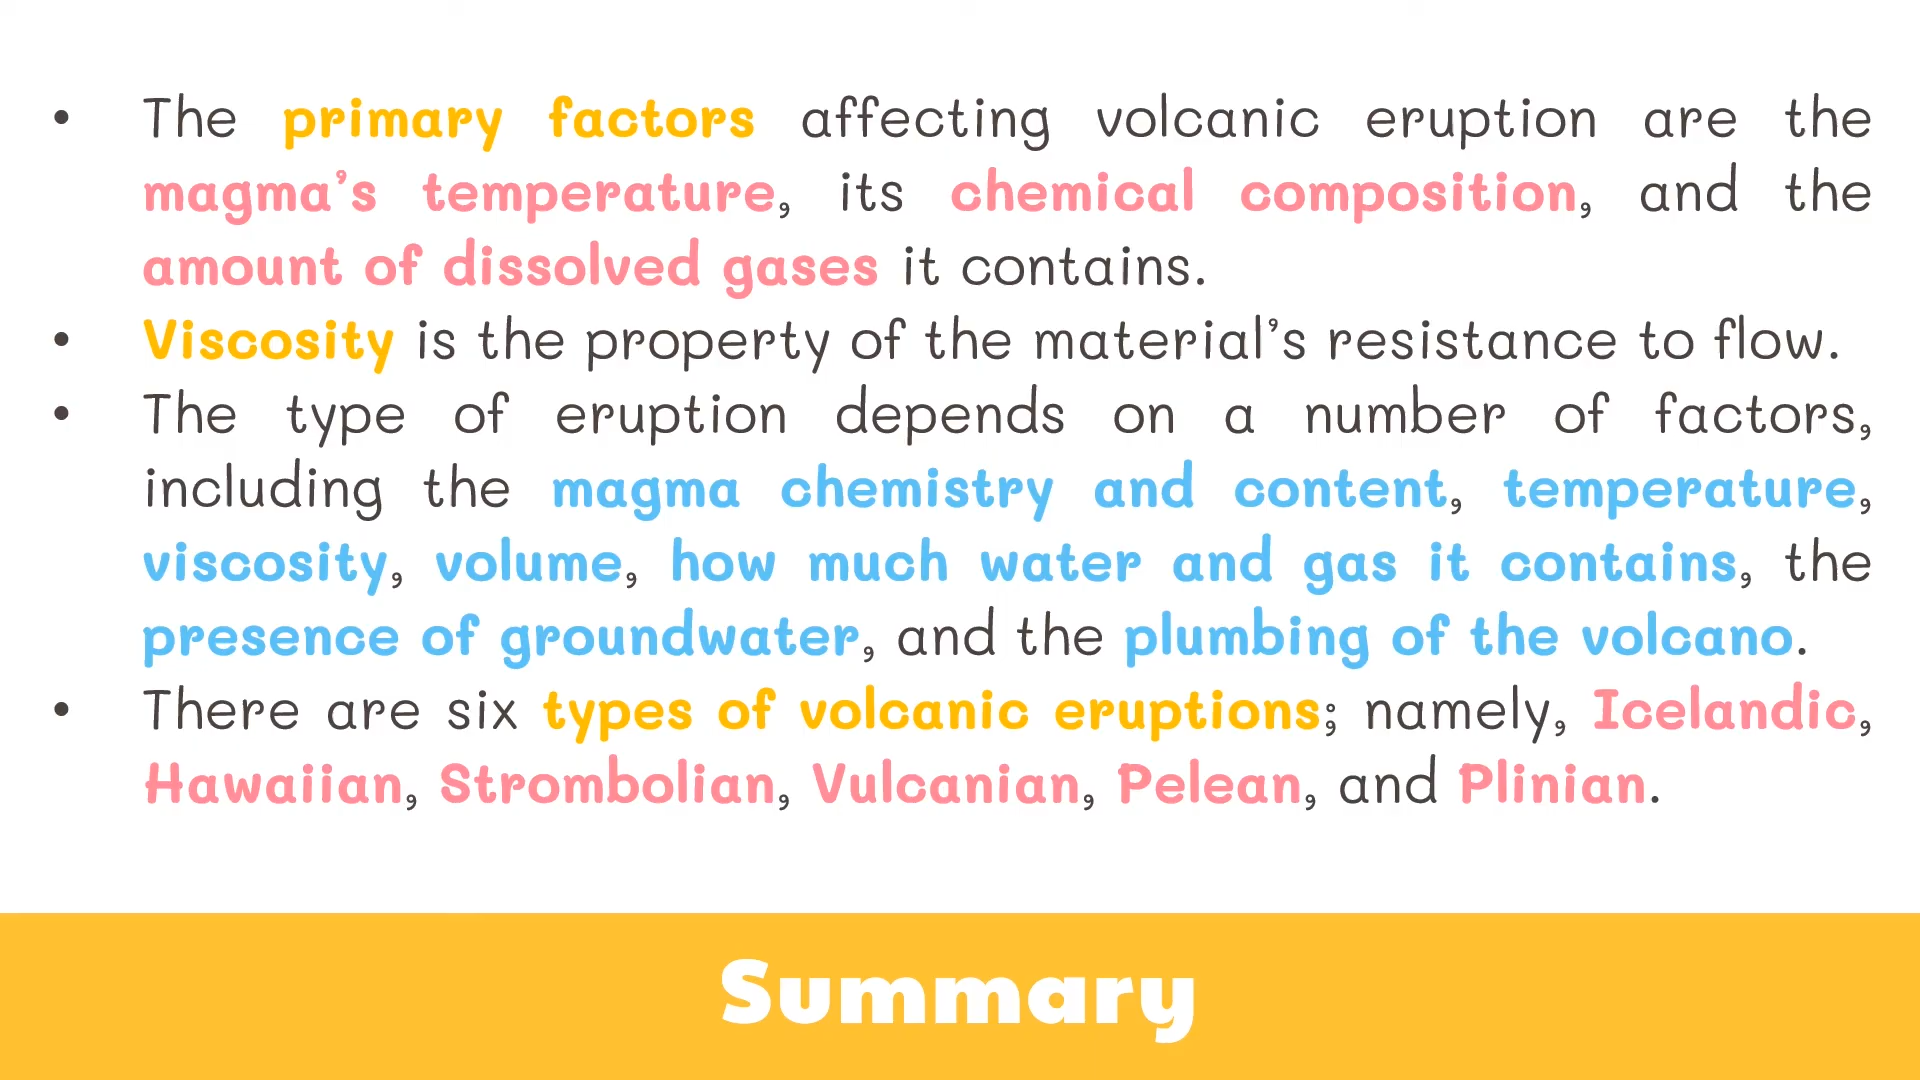 • The primary factors affecting volcanic eruption are the
magma’s temperature, its chemical composition, and the
amount of dissolved gases it contains.
• Viscosity is the property of the material’s resistance to flow.
• The type of eruption depends on a number of factors,
including the magma chemistry and content, temperature,
viscosity, volume, how much water and gas it contains, the
presence of groundwater, and the plumbing of the volcano.
• There are six types of volcanic eruptions; namely, Icelandic,
Hawaiian, Strombolian, Vulcanian, Pelean, and Plinian.
Summary